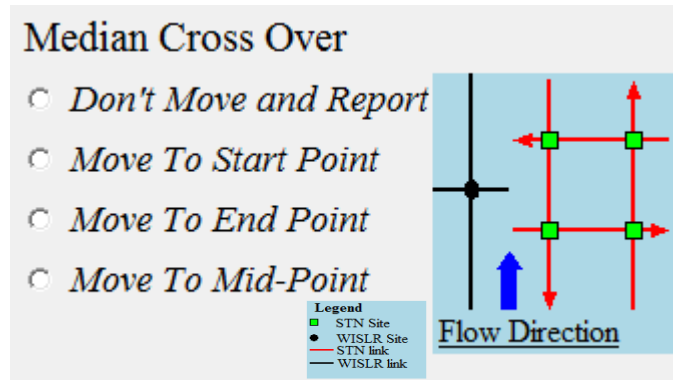 Median Cross Over
Don't Move and Report
Move To Start Point
Move To End Point
Move To Mid-Point
Legend
STN Site
WISLR Site
STN link
WISLR link
Flow Direction